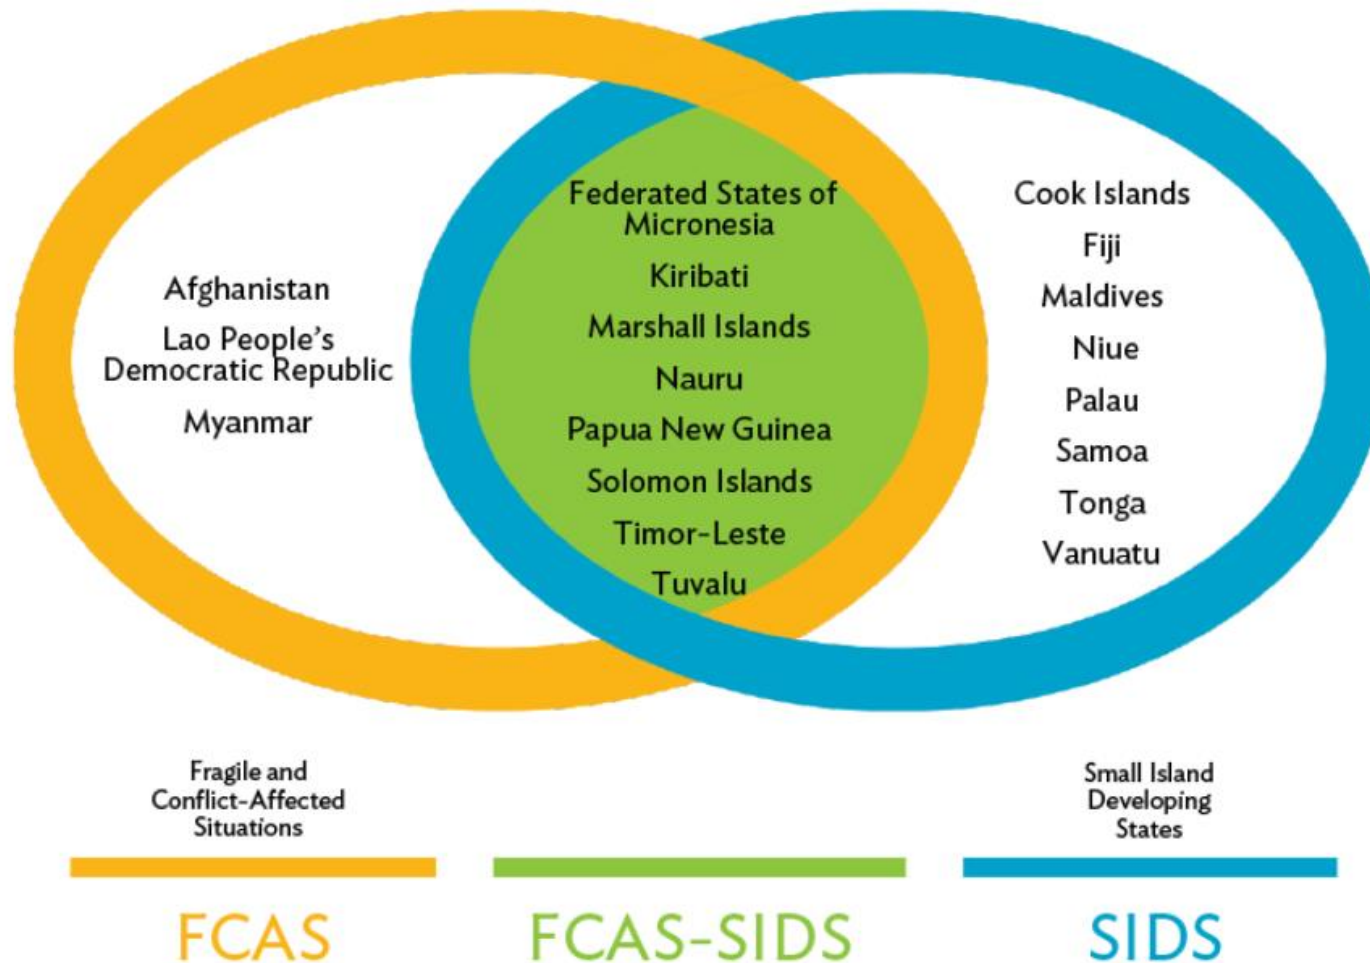 Afghanistan
Lao People's
Democratic Republic
Myanmar
Federated States of
Micronesia
Kiribati
Marshall Islands
Nauru
Papua New Guinea
Solomon Islands
Timor-Leste
Tuvalu
Cook Islands
Fiji
Maldives
Niue
Palau
Samoa
Tonga
Vanuatu
Fragile and
Conflict-Affected
Situations
Small Island
Developing
States
FCAS
FCAS-SIDS
SIDS